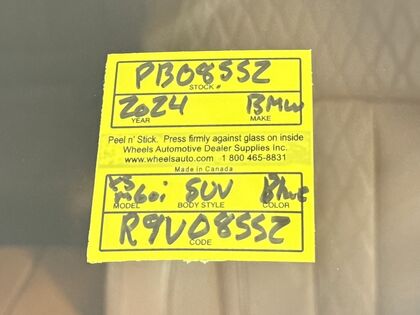 PB08552
STOCK #
2024 BMW
YEAR MAKE
Peel n' Stick. Press firmly against glass on inside
Wheels Automotive Dealer Supplies Inc.
www.wheelsauto.com 1 800 465-8831
Made in Canada
X5
m60i SUV Blue
MODEL BODY STYLE COLOR
R9V08552
CODE